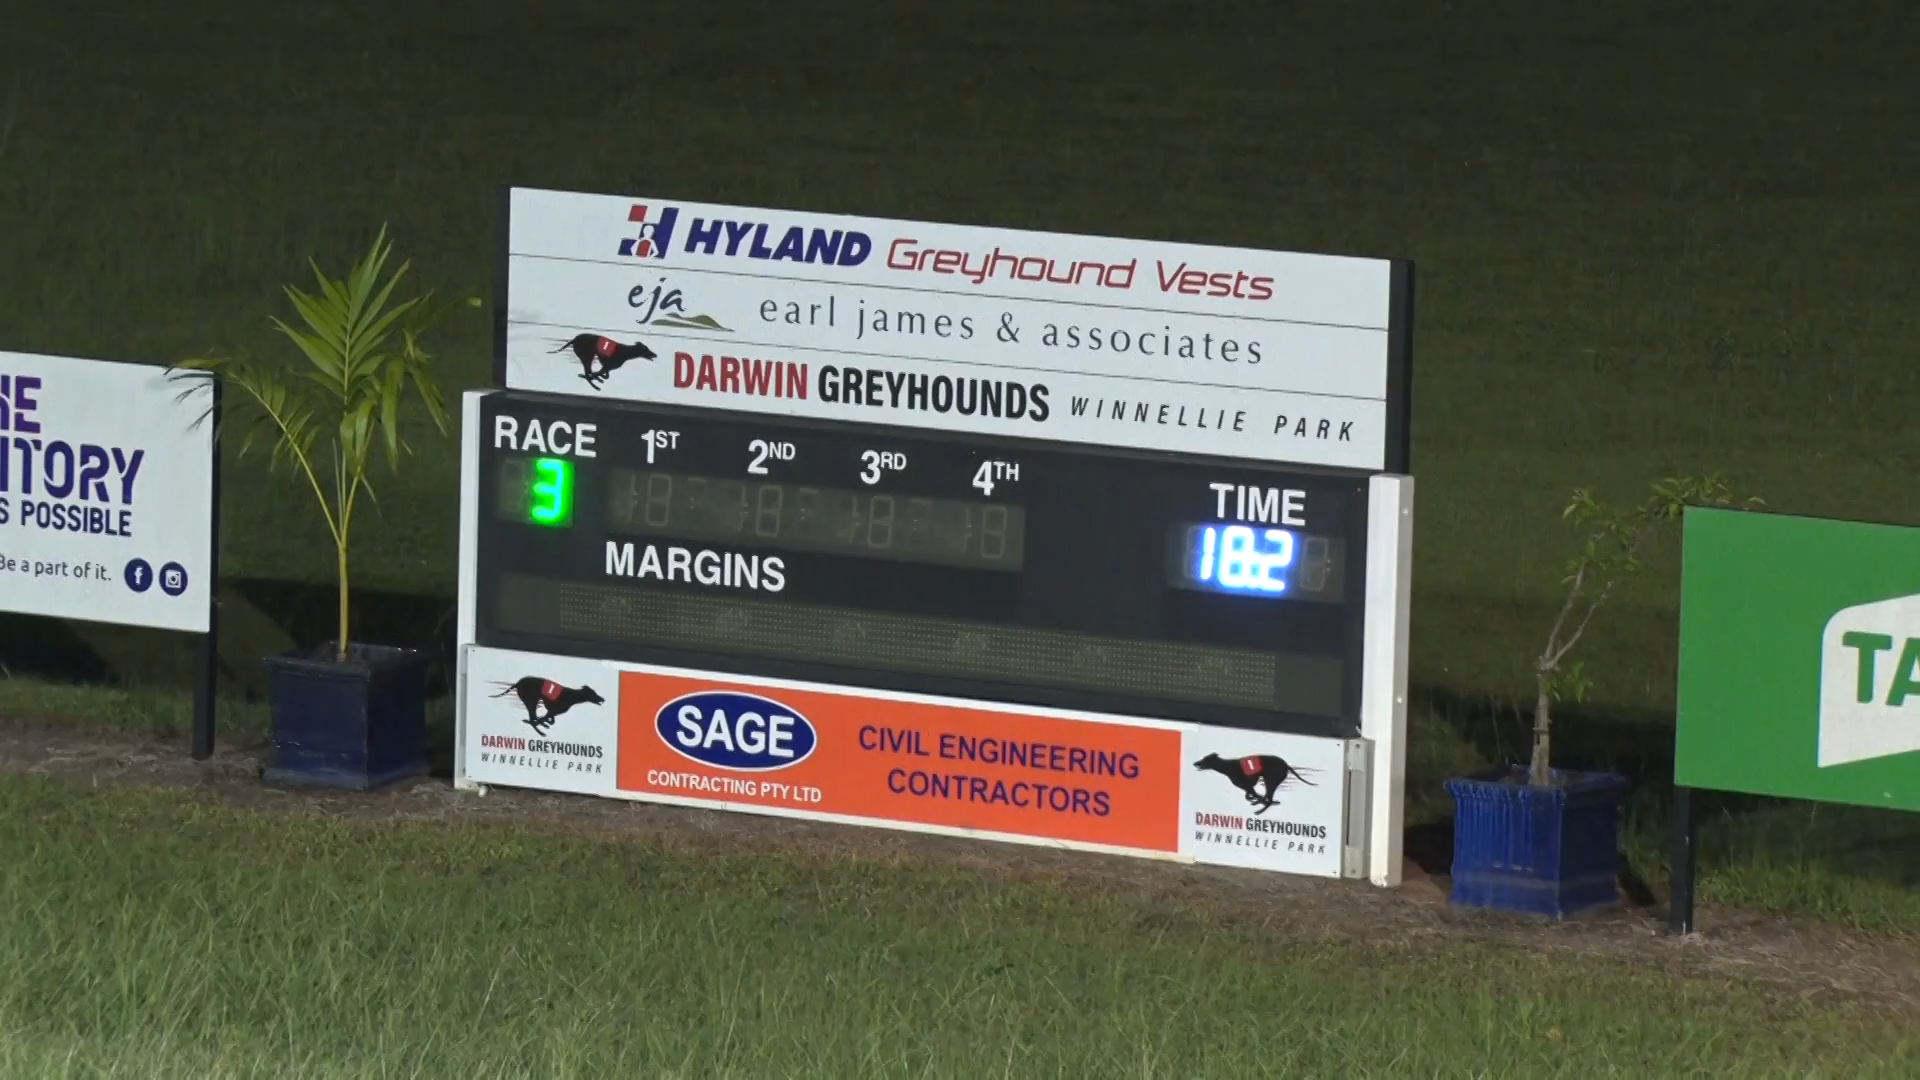 HYLAND Greyhound Vests
eja earl james & associates
DARWIN GREYHOUNDS WINNELLIE PARK
RACE 1ST 2ND 3RD 4TH TIME
3 18.2
MARGINS
SAGE
CONTRACTING PTY LTD
CIVIL ENGINEERING
CONTRACTORS
DARWIN GREYHOUNDS
WINNELLIE PARK
DARWIN GREYHOUNDS
WINNELLIE PARK
HE
ITORY
S POSSIBLE
Be a part of it.
TA